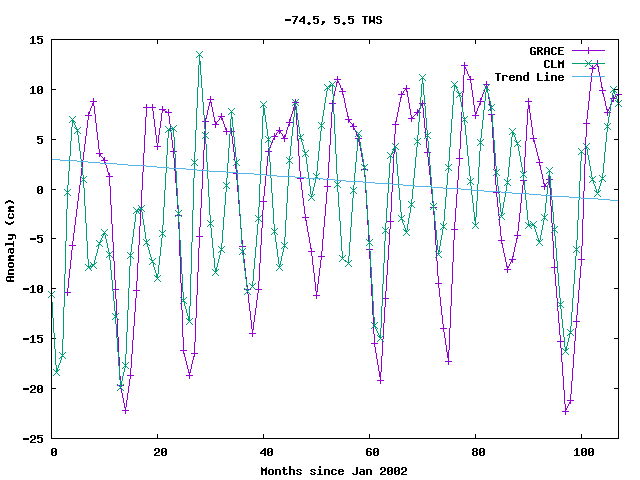 -74.5, 5.5 TWS
GRACE
CLM
Trend Line
15
10
5
0
-5
-10
-15
-20
-25
Anomaly (cm)
0 20 40 60 80 100
Months since Jan 2002